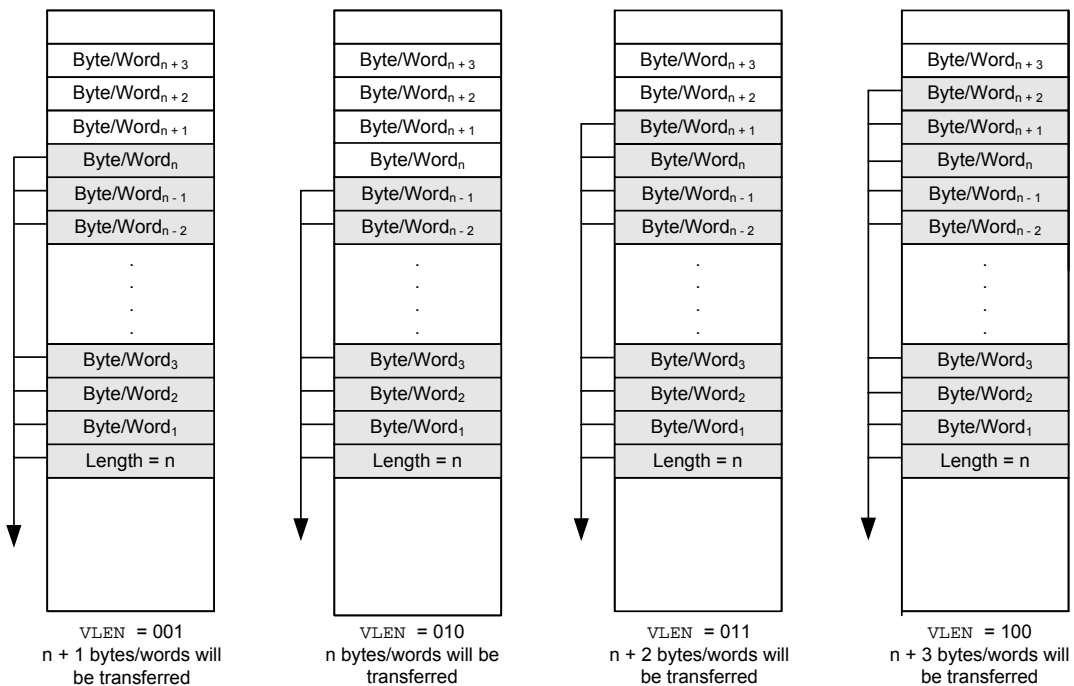 Byte/Wordn + 3
Byte/Wordn + 2
Byte/Wordn + 1
Byte/Wordn
Byte/Wordn - 1
Byte/Wordn - 2
.
.
.
.
Byte/Word3
Byte/Word2
Byte/Word1
Length = n
VLEN = 001
n + 1 bytes/words will
be transferred
Byte/Wordn + 3
Byte/Wordn + 2
Byte/Wordn + 1
Byte/Wordn
Byte/Wordn - 1
Byte/Wordn - 2
.
.
.
.
Byte/Word3
Byte/Word2
Byte/Word1
Length = n
VLEN = 010
n bytes/words will be
transferred
Byte/Wordn + 3
Byte/Wordn + 2
Byte/Wordn + 1
Byte/Wordn
Byte/Wordn - 1
Byte/Wordn - 2
.
.
.
.
Byte/Word3
Byte/Word2
Byte/Word1
Length = n
VLEN = 011
n + 2 bytes/words will
be transferred
Byte/Wordn + 3
Byte/Wordn + 2
Byte/Wordn + 1
Byte/Wordn
Byte/Wordn - 1
Byte/Wordn - 2
.
.
.
.
Byte/Word3
Byte/Word2
Byte/Word1
Length = n
VLEN = 100
n + 3 bytes/words will
be transferred